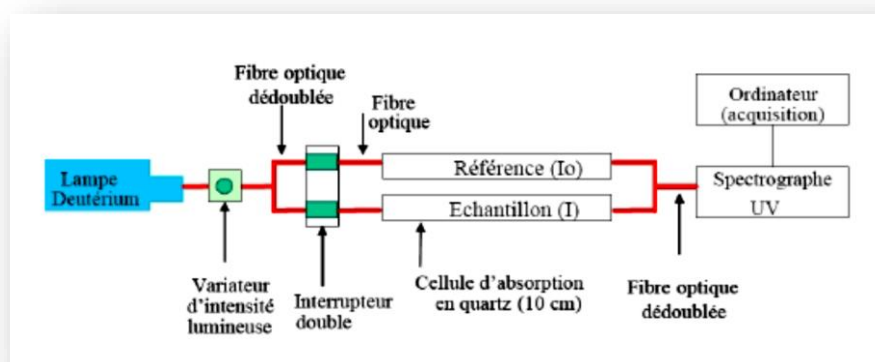 Fibre optique
dédoublée
Fibre
optique
Ordinateur
(acquisition)
Lampe
Deutérium
Référence (Io)
Echantillon (I)
Spectrographe
UV
Variateur
d'intensité
lumineuse
Interrupteur
double
Cellule d'absorption
en quartz (10 cm)
Fibre optique
dédoublée